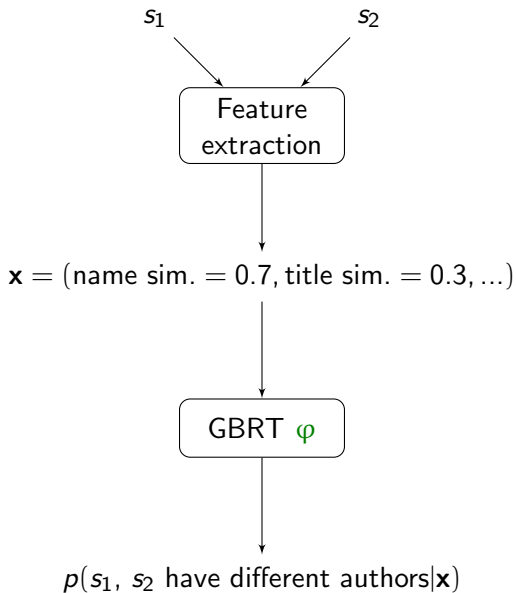 s₁ s₂
Feature
extraction
x = (name sim. = 0.7, title sim. = 0.3, ...)
GBRT φ
p(s₁, s₂ have different authors|x)